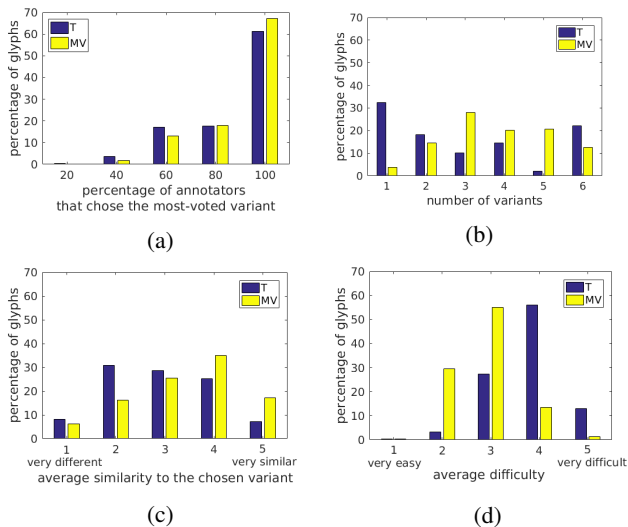 70
60
50
40
30
20
10
0
percentage of glyphs
T
MV
20 40 60 80 100
percentage of annotators
that chose the most-voted variant
(a)
70
60
50
40
30
20
10
0
percentage of glyphs
T
MV
1 2 3 4 5 6
number of variants
(b)
70
60
50
40
30
20
10
0
percentage of glyphs
T
MV
1 2 3 4 5
very different very similar
average similarity to the chosen variant
(c)
70
60
50
40
30
20
10
0
percentage of glyphs
T
MV
1 2 3 4 5
very easy very difficult
average difficulty
(d)